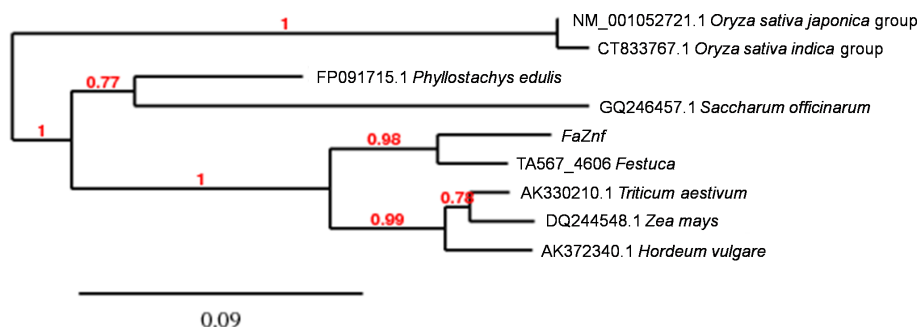 1
NM_001052721.1 Oryza sativa japonica group
CT833767.1 Oryza sativa indica group
0.77
FP091715.1 Phyllostachys edulis
GQ246457.1 Saccharum officinarum
1
0.98
FaZnf
TA567_4606 Festuca
1
0.78
AK330210.1 Triticum aestivum
0.99
DQ244548.1 Zea mays
AK372340.1 Hordeum vulgare
0.09